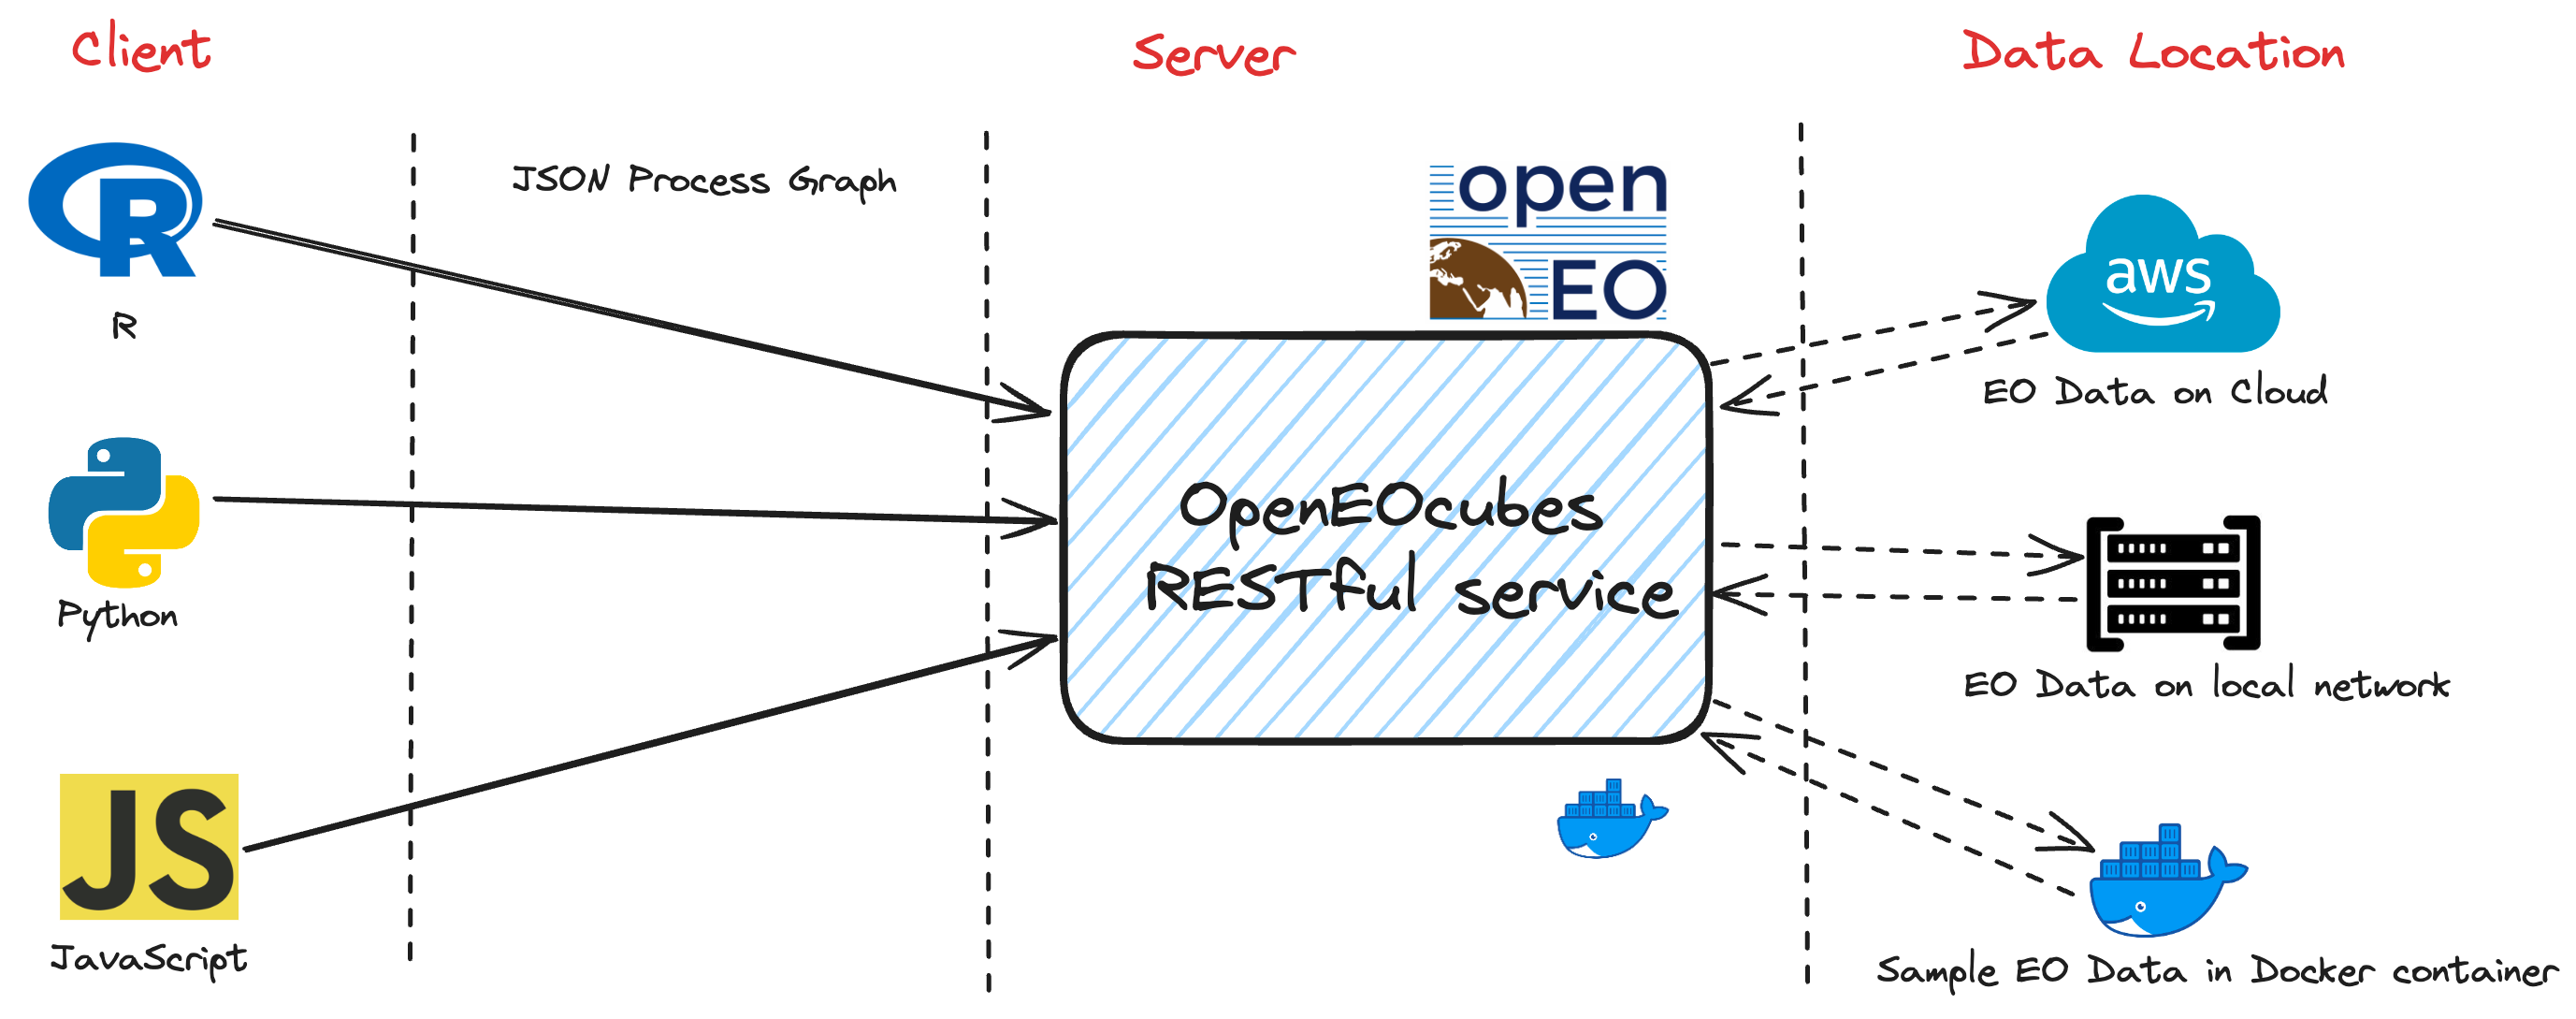 Client
Server
Data Location
JSON Process Graph
R
Python
JS
JavaScript
open
EO
OpenEOcubes
RESTful service
aws
EO Data on Cloud
EO Data on local network
Sample EO Data in Docker container